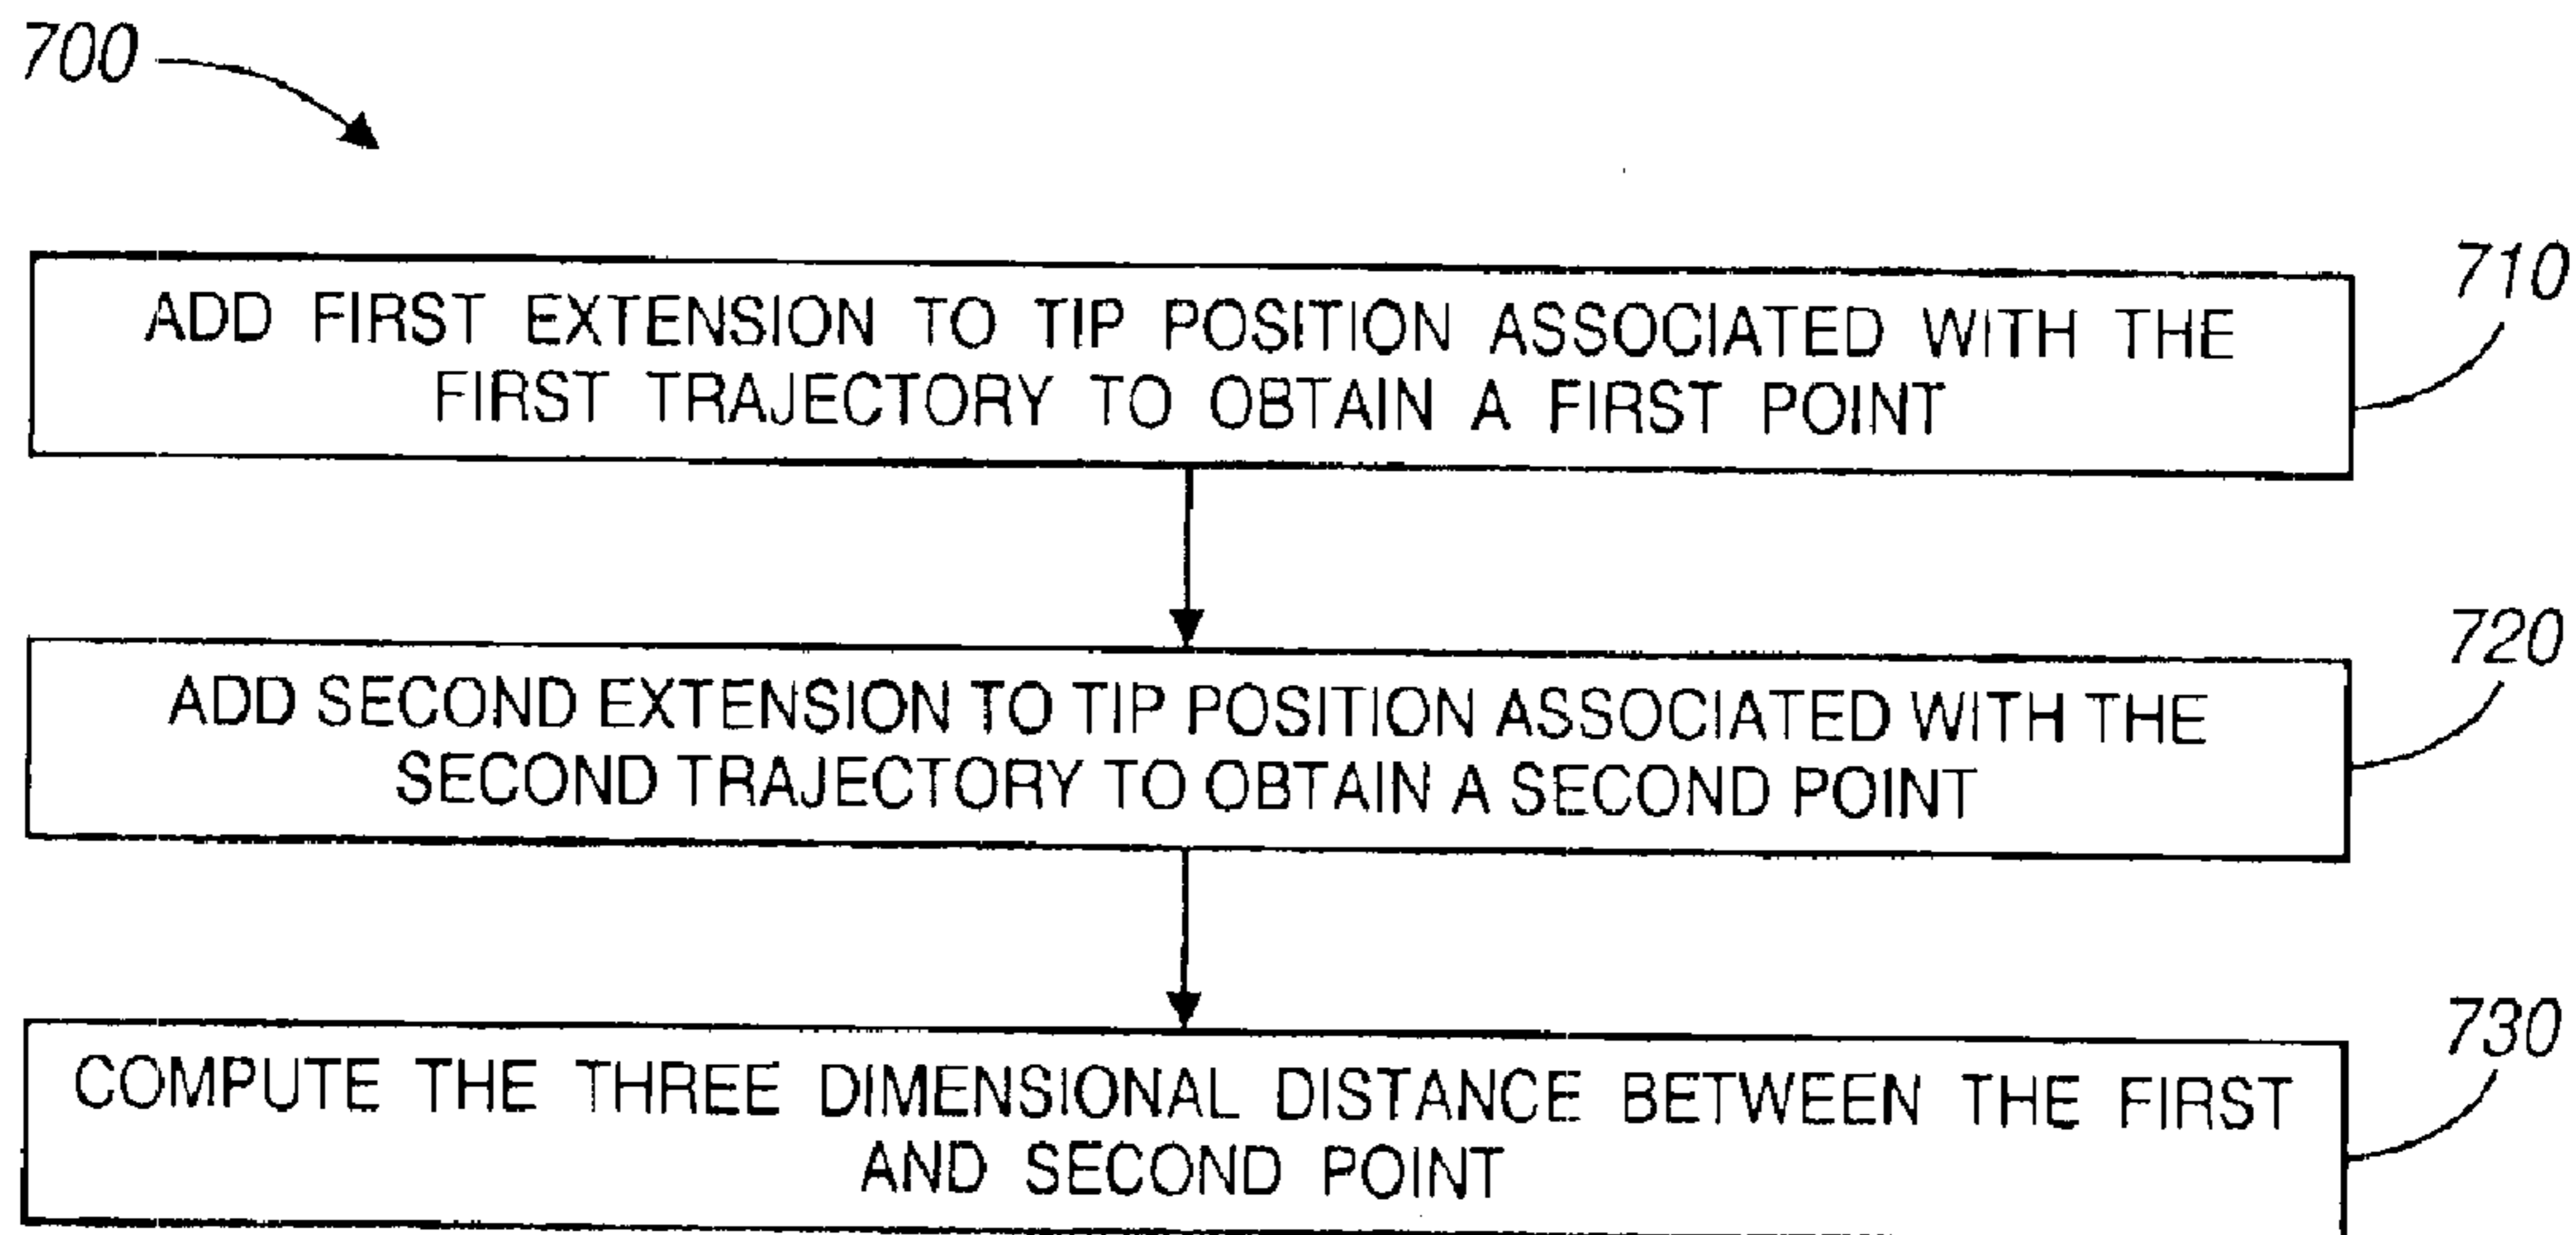 700
710
ADD FIRST EXTENSION TO TIP POSITION ASSOCIATED WITH THE
FIRST TRAJECTORY TO OBTAIN A FIRST POINT
720
ADD SECOND EXTENSION TO TIP POSITION ASSOCIATED WITH THE
SECOND TRAJECTORY TO OBTAIN A SECOND POINT
730
COMPUTE THE THREE DIMENSIONAL DISTANCE BETWEEN THE FIRST
AND SECOND POINT